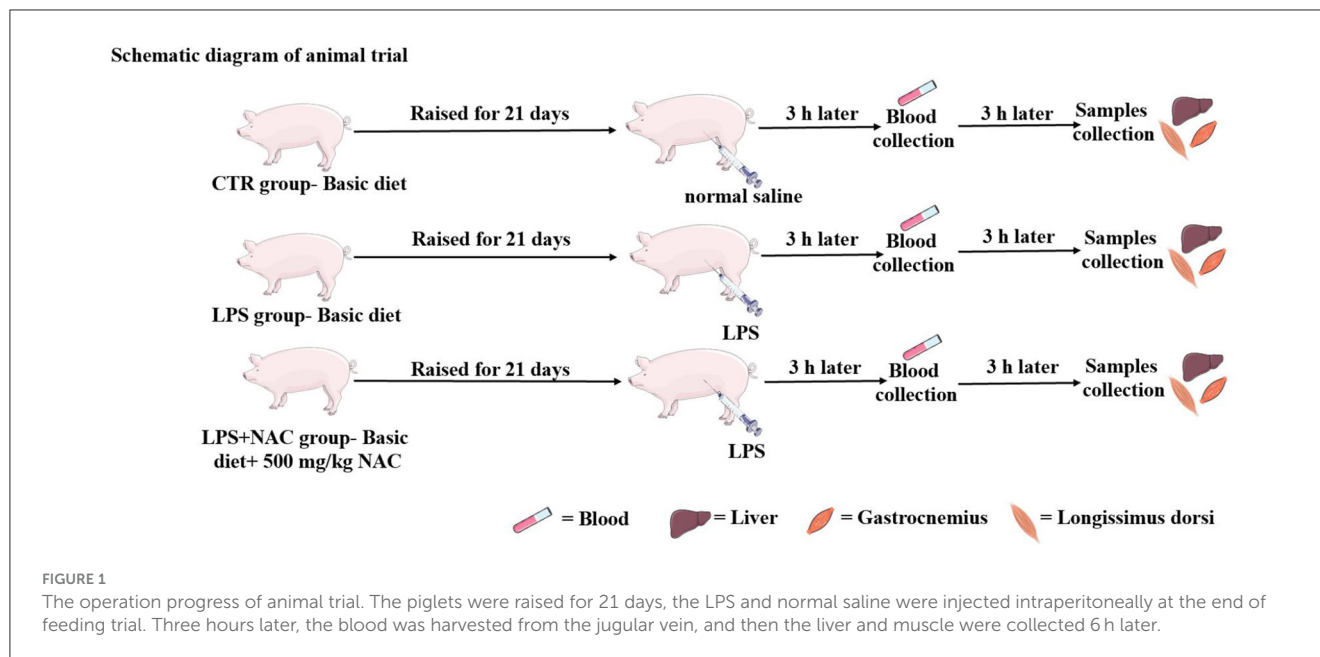 Schematic diagram of animal trial
Raised for 21 days
3 h later
Blood
collection
3 h later
Samples
collection
CTR group- Basic diet
normal saline
Raised for 21 days
3 h later
Blood
collection
3 h later
Samples
collection
LPS group- Basic diet
LPS
Raised for 21 days
3 h later
Blood
collection
3 h later
Samples
collection
LPS+NAC group- Basic
diet+ 500 mg/kg NAC
LPS
= Blood
= Liver
= Gastrocnemius
= Longissimus dorsi
FIGURE 1
The operation progress of animal trial. The piglets were raised for 21 days, the LPS and normal saline were injected intraperitoneally at the end of
feeding trial. Three hours later, the blood was harvested from the jugular vein, and then the liver and muscle were collected 6 h later.